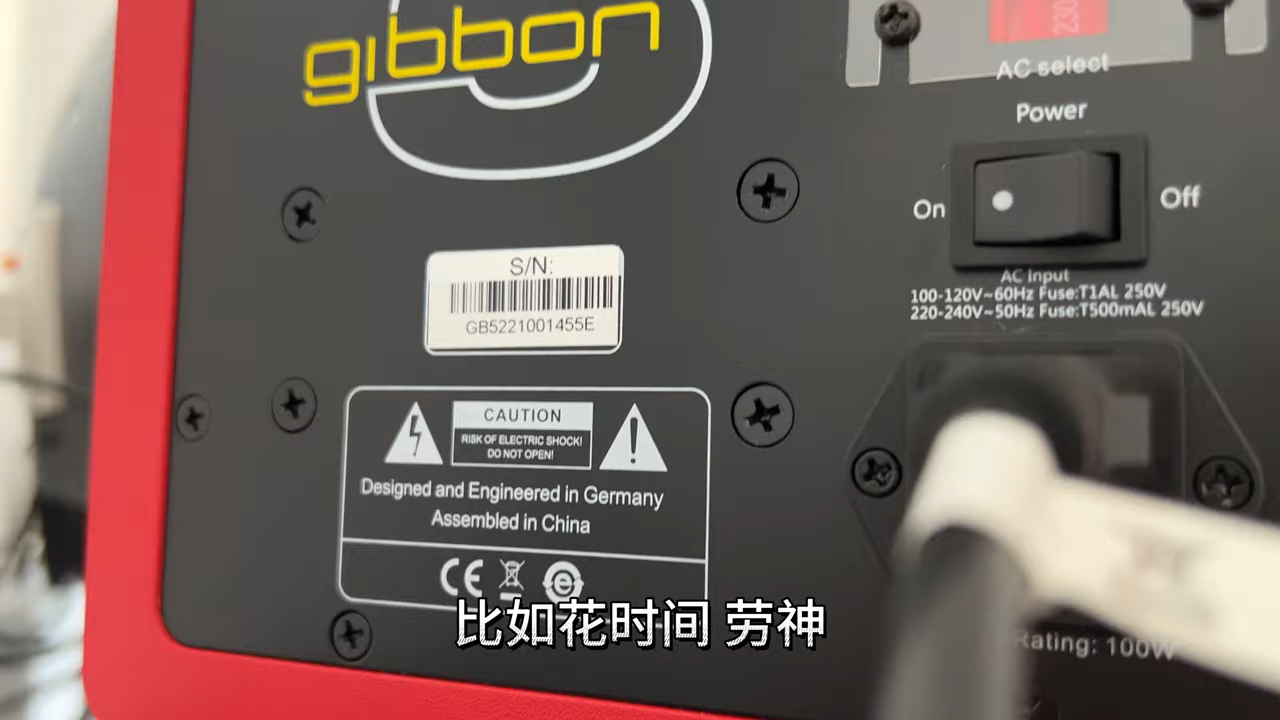 gibbon
230
AC select
Power
On
Off
AC Input
100-120V~60Hz Fuse:T1AL 250V
220-240V~50Hz Fuse:T500mAL 250V
S/N:
GB5221001455E
CAUTION
RISK OF ELECTRIC SHOCK!
DO NOT OPEN!
Designed and Engineered in Germany
Assembled in China
CE
e
比如花时间 劳神
Rating: 100W